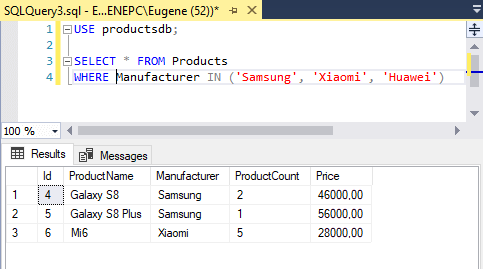 SQLQuery3.sql - E...ENEPC\Eugene (52))*
1 USE productsdb;
2
3 SELECT * FROM Products
4 WHERE Manufacturer IN ('Samsung', 'Xiaomi', 'Huawei')
100 %
Results Messages
Id ProductName Manufacturer ProductCount Price
1 4 Galaxy S8 Samsung 2 46000,00
2 5 Galaxy S8 Plus Samsung 1 56000,00
3 6 Mi6 Xiaomi 5 28000,00